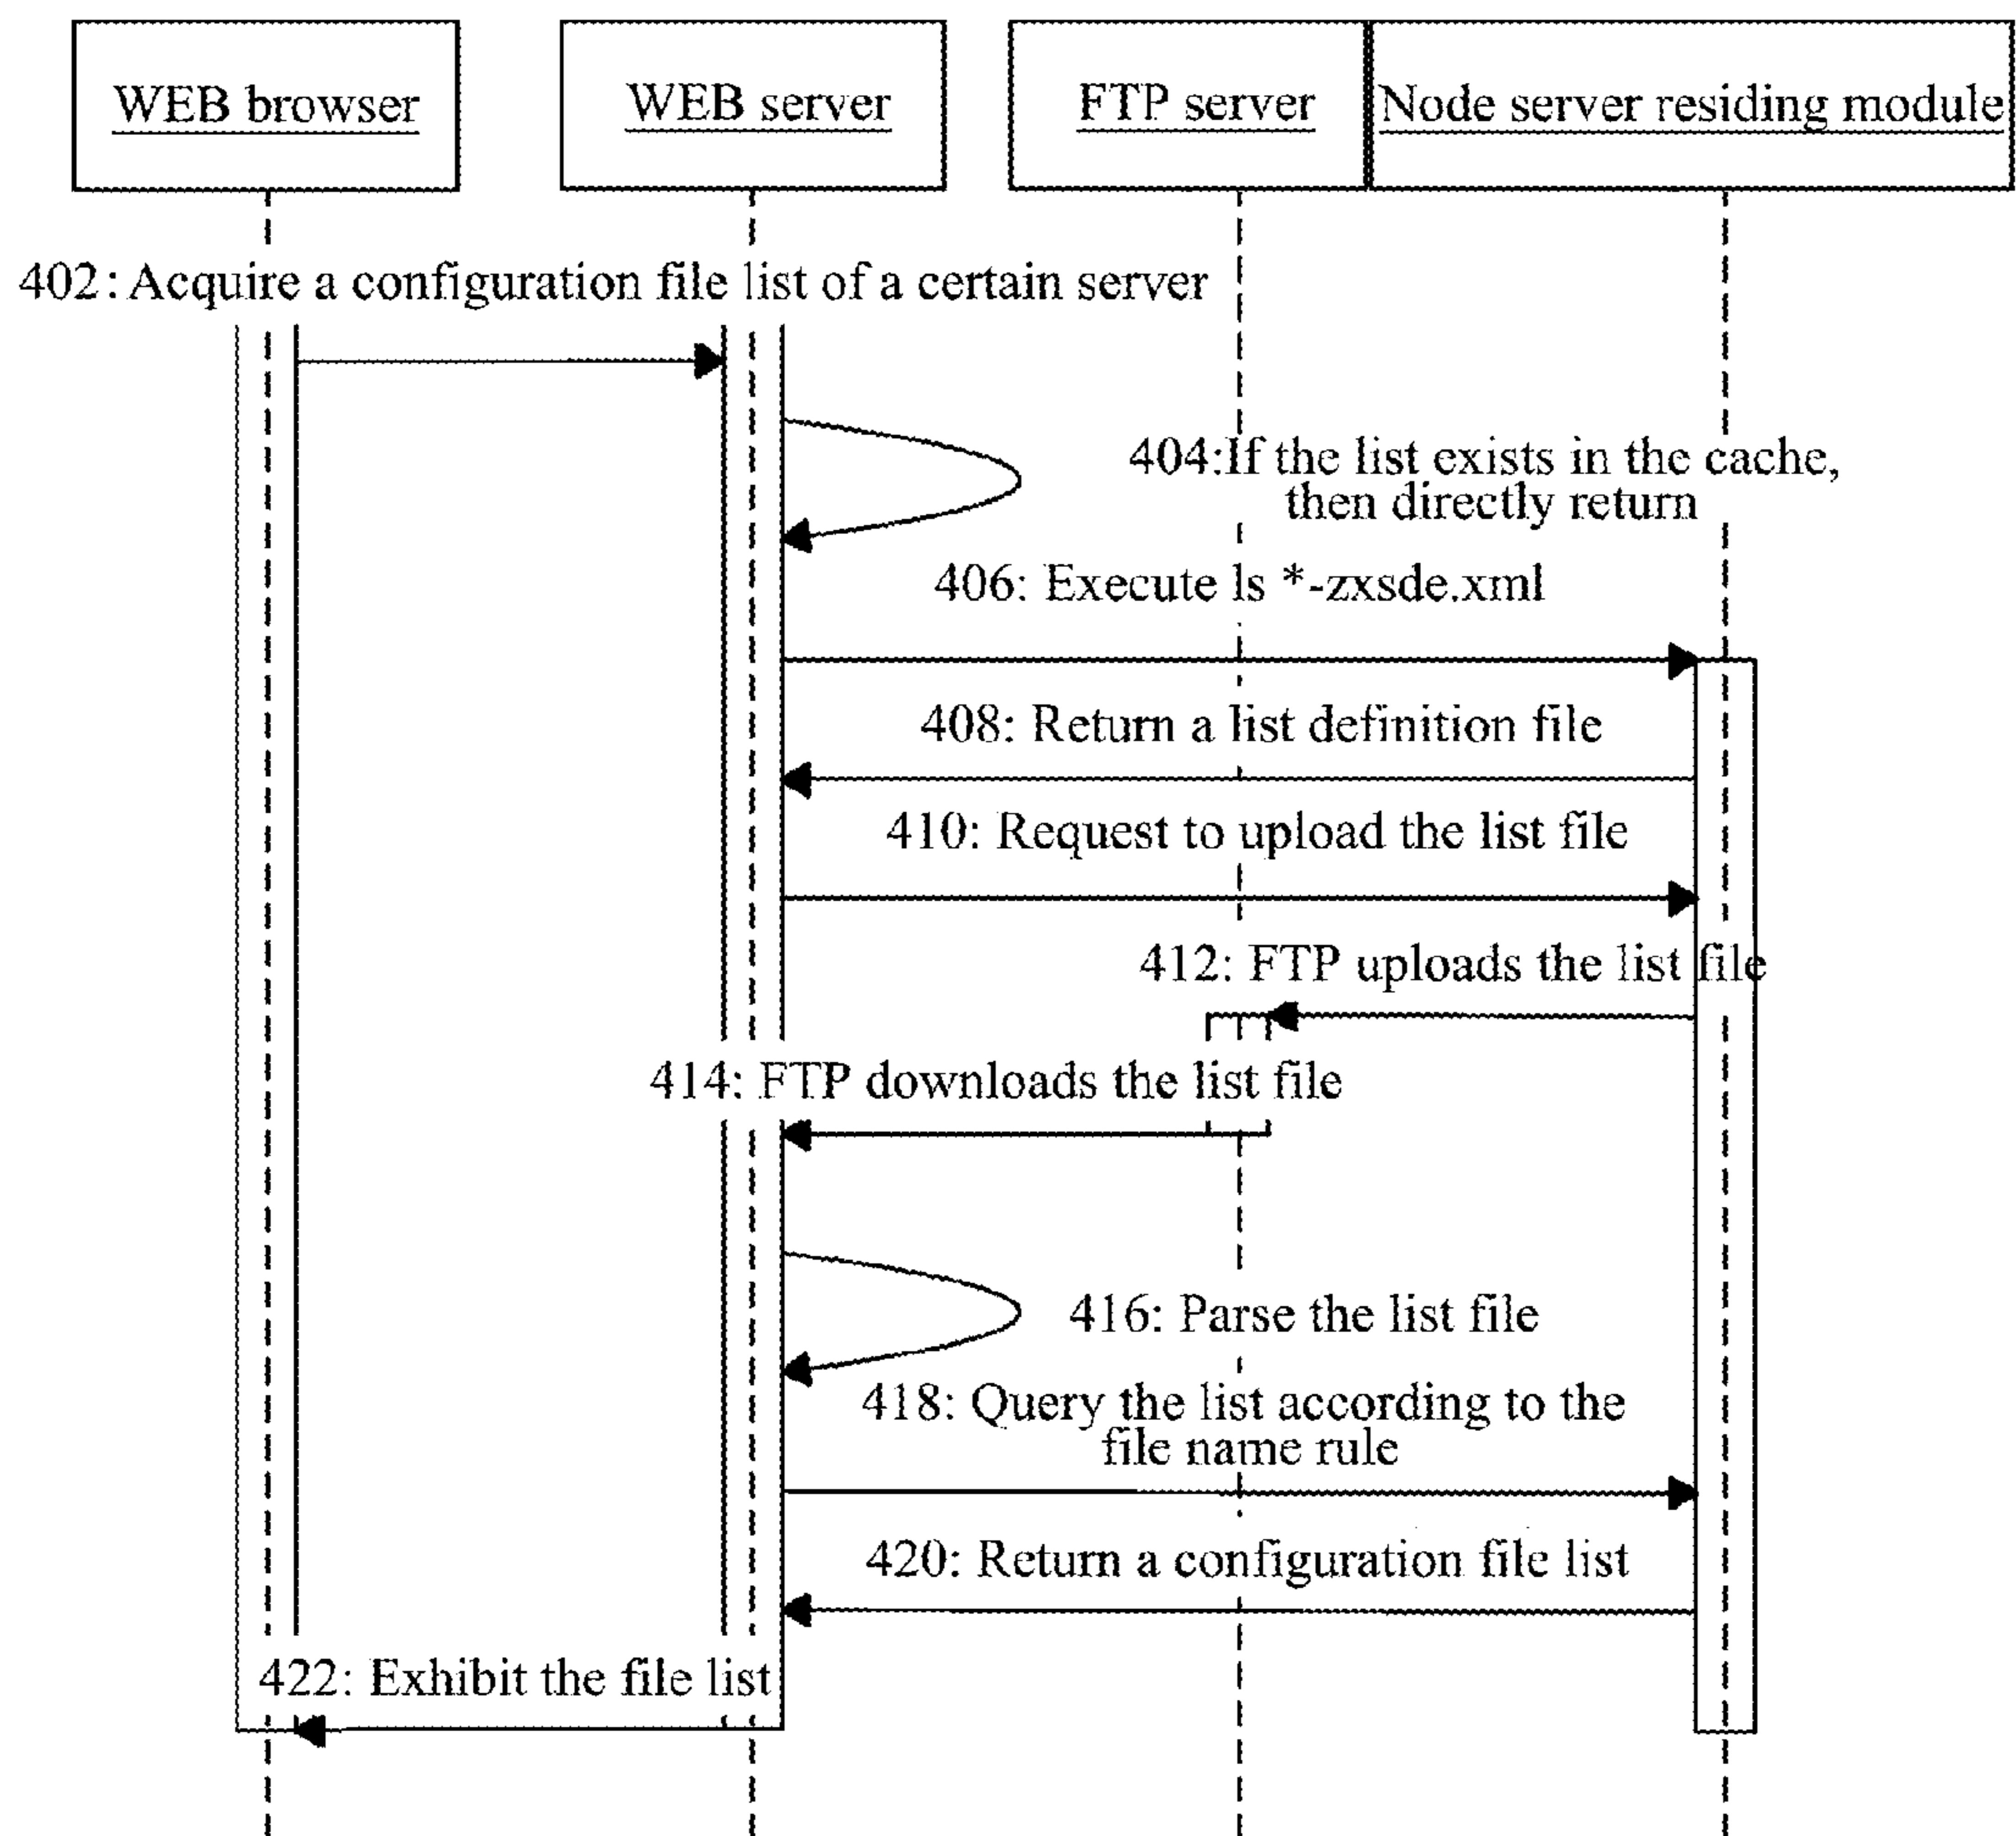 WEB browser
WEB server
FTP server
Node server residing module
402: Acquire a configuration file list of a certain server
404:If the list exists in the cache,
then directly return
406: Execute ls *-zxsde.xml
408: Return a list definition file
410: Request to upload the list file
412: FTP uploads the list file
414: FTP downloads the list file
416: Parse the list file
418: Query the list according to the
file name rule
420: Return a configuration file list
422: Exhibit the file list